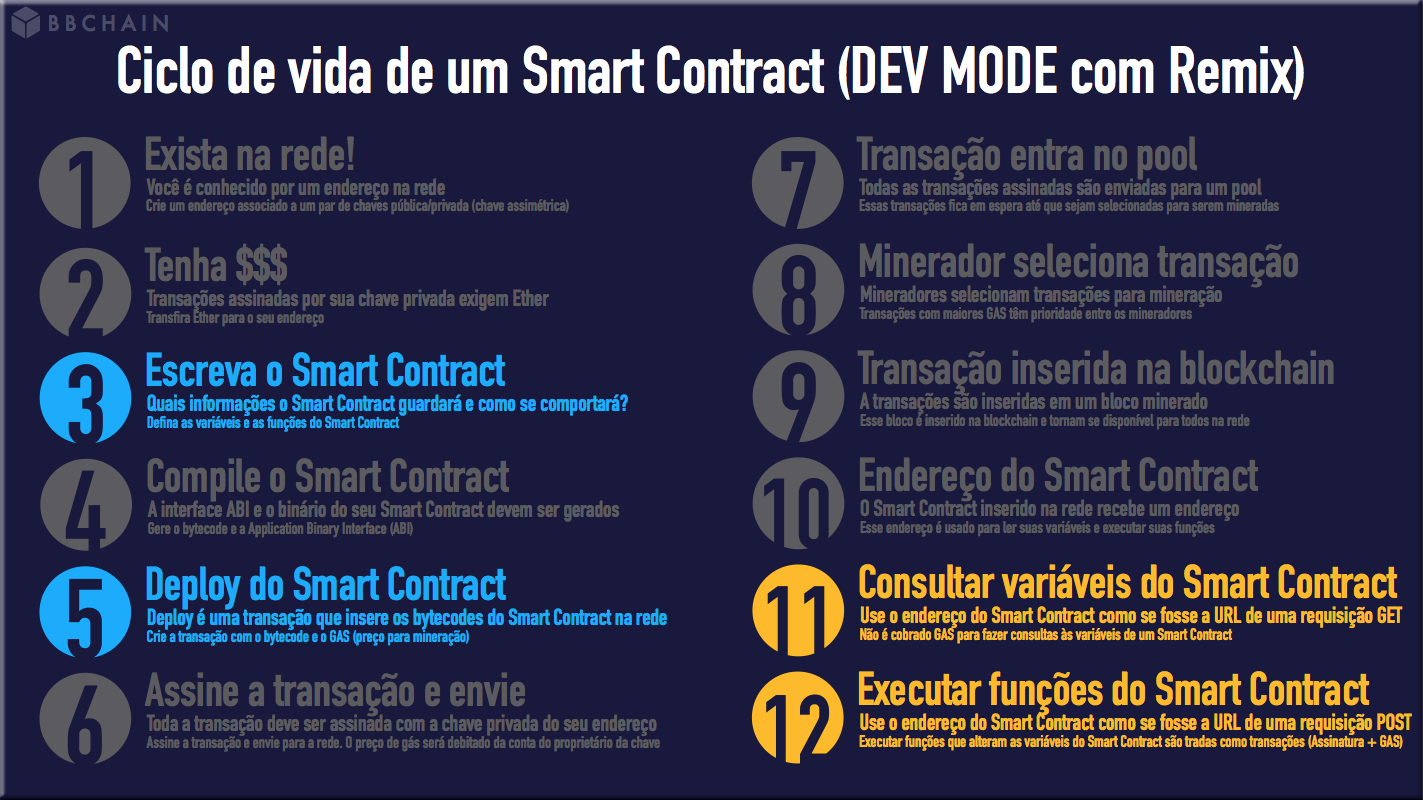 BBCHAIN
Ciclo de vida de um Smart Contract (DEV MODE com Remix)
1
Exista na rede!
Você é conhecido por um endereço na rede
Crie um endereço associado a um par de chaves pública/privada (chave assimétrica)
2
Tenha $$$
Transações assinadas por sua chave privada exigem Ether
Transfira Ether para o seu endereço
3
Escreva o Smart Contract
Quais informações o Smart Contract guardará e como se comportará?
Defina as variáveis e as funções do Smart Contract
4
Compile o Smart Contract
A interface ABI e o binário do seu Smart Contract devem ser gerados
Gere o bytecode e a Application Binary Interface (ABI)
5
Deploy do Smart Contract
Deploy é uma transação que insere os bytecodes do Smart Contract na rede
Crie a transação com o bytecode e o GAS (preço para mineração)
6
Assine a transação e envie
Toda a transação deve ser assinada com a chave privada do seu endereço
Assine a transação e envie para a rede. O preço de gás será debitado da conta do proprietário da chave
7
Transação entra no pool
Todas as transações assinadas são enviadas para um pool
Essas transações fica em espera até que sejam selecionadas para serem mineradas
8
Minerador seleciona transação
Mineradores selecionam transações para mineração
Transações com maiores GAS têm prioridade entre os mineradores
9
Transação inserida na blockchain
A transações são inseridas em um bloco minerado
Esse bloco é inserido na blockchain e tornam se disponível para todos na rede
10
Endereço do Smart Contract
O Smart Contract inserido na rede recebe um endereço
Esse endereço é usado para ler suas variáveis e executar suas funções
11
Consultar variáveis do Smart Contract
Use o endereço do Smart Contract como se fosse a URL de uma requisição GET
Não é cobrado GAS para fazer consultas às variáveis de um Smart Contract
12
Executar funções do Smart Contract
Use o endereço do Smart Contract como se fosse a URL de uma requisição POST
Executar funções que alteram as variáveis do Smart Contract são tradas como transações (Assinatura + GAS)